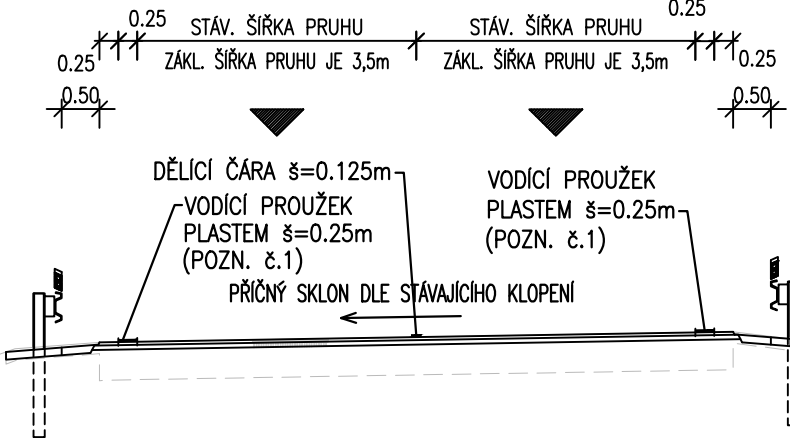 0.25
0.25
STÁV. ŠÍŘKA PRUHU
STÁV. ŠÍŘKA PRUHU
0.25
ZÁKL. ŠÍŘKA PRUHU JE 3,5m
ZÁKL. ŠÍŘKA PRUHU JE 3,5m
0.25
0.50
0.50
DĚLÍCÍ ČÁRA š=0.125m
VODÍCÍ PROUŽEK
PLASTEM š=0.25m
(POZN. č.1)
VODÍCÍ PROUŽEK
PLASTEM š=0.25m
(POZN. č.1)
PŘÍČNÝ SKLON DLE STÁVAJÍCÍHO KLOPENÍ